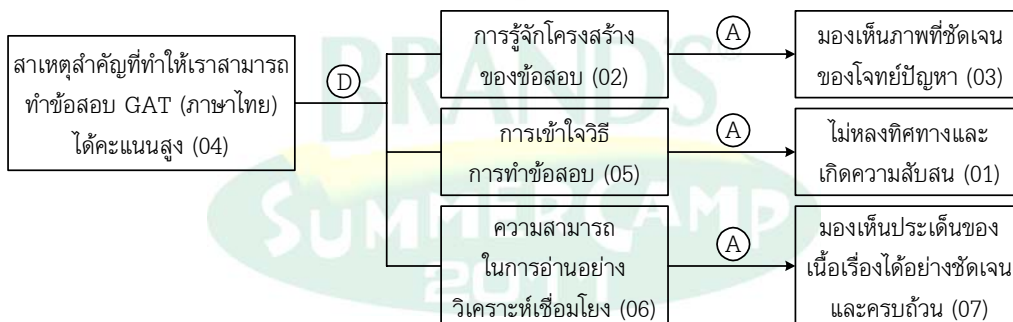 สาเหตุสำคัญที่ทำให้เราสามารถ
ทำข้อสอบ GAT (ภาษาไทย)
ได้คะแนนสูง (04)
D
การรู้จักโครงสร้าง
ของข้อสอบ (02)
A
มองเห็นภาพที่ชัดเจน
ของโจทย์ปัญหา (03)
การเข้าใจวิธี
การทำข้อสอบ (05)
A
ไม่หลงทิศทางและ
เกิดความสับสน (01)
ความสามารถ
ในการอ่านอย่าง
วิเคราะห์เชื่อมโยง (06)
A
มองเห็นประเด็นของ
เนื้อเรื่องได้อย่างชัดเจน
และครบถ้วน (07)
BRAND'S
SUMMER CAMP
2011